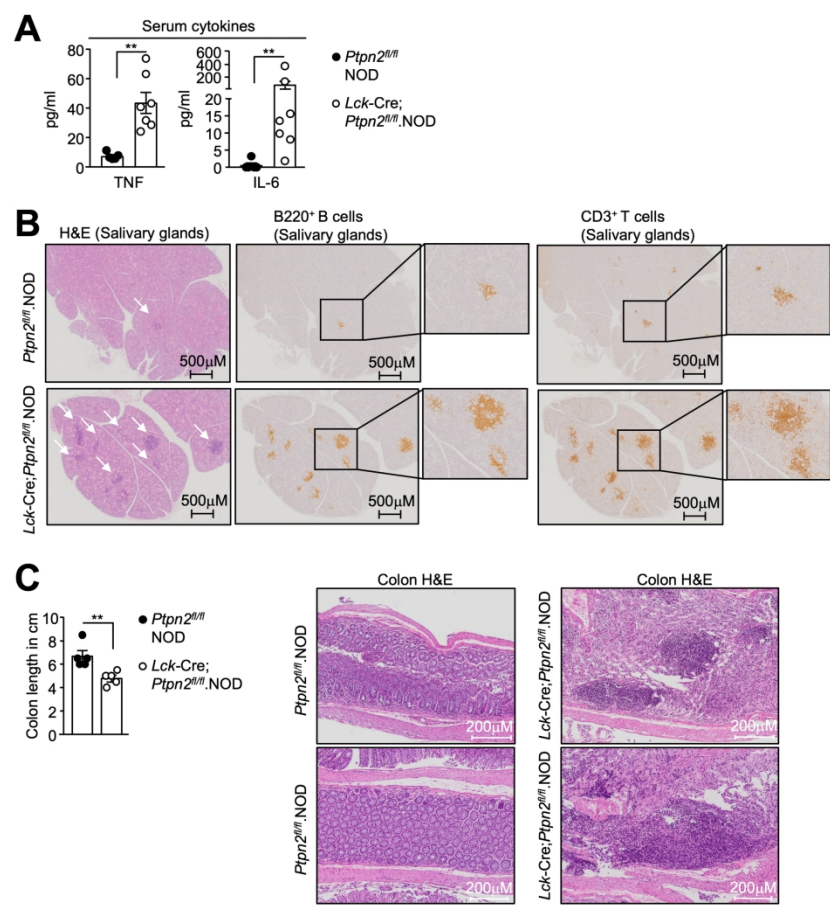 A
Serum cytokines
**
**
80
60
40
20
0
pg/ml
TNF
600
400
200
20
15
10
5
0
pg/ml
IL-6
● Ptpn2fl/fl
NOD
○ Lck-Cre;
Ptpn2fl/fl.NOD
B
H&E (Salivary glands)
B220+ B cells
(Salivary glands)
CD3+ T cells
(Salivary glands)
Ptpn2fl/fl.NOD
500μM
500μM
500μM
Lck-Cre;Ptpn2fl/fl.NOD
500μM
500μM
500μM
C
**
10
8
6
4
2
0
Colon length in cm
● Ptpn2fl/fl
NOD
○ Lck-Cre;
Ptpn2fl/fl.NOD
Colon H&E
Colon H&E
Ptpn2fl/fl.NOD
200μM
Lck-Cre;Ptpn2fl/fl.NOD
200μM
Ptpn2fl/fl.NOD
200μM
Lck-Cre;Ptpn2fl/fl.NOD
200μM